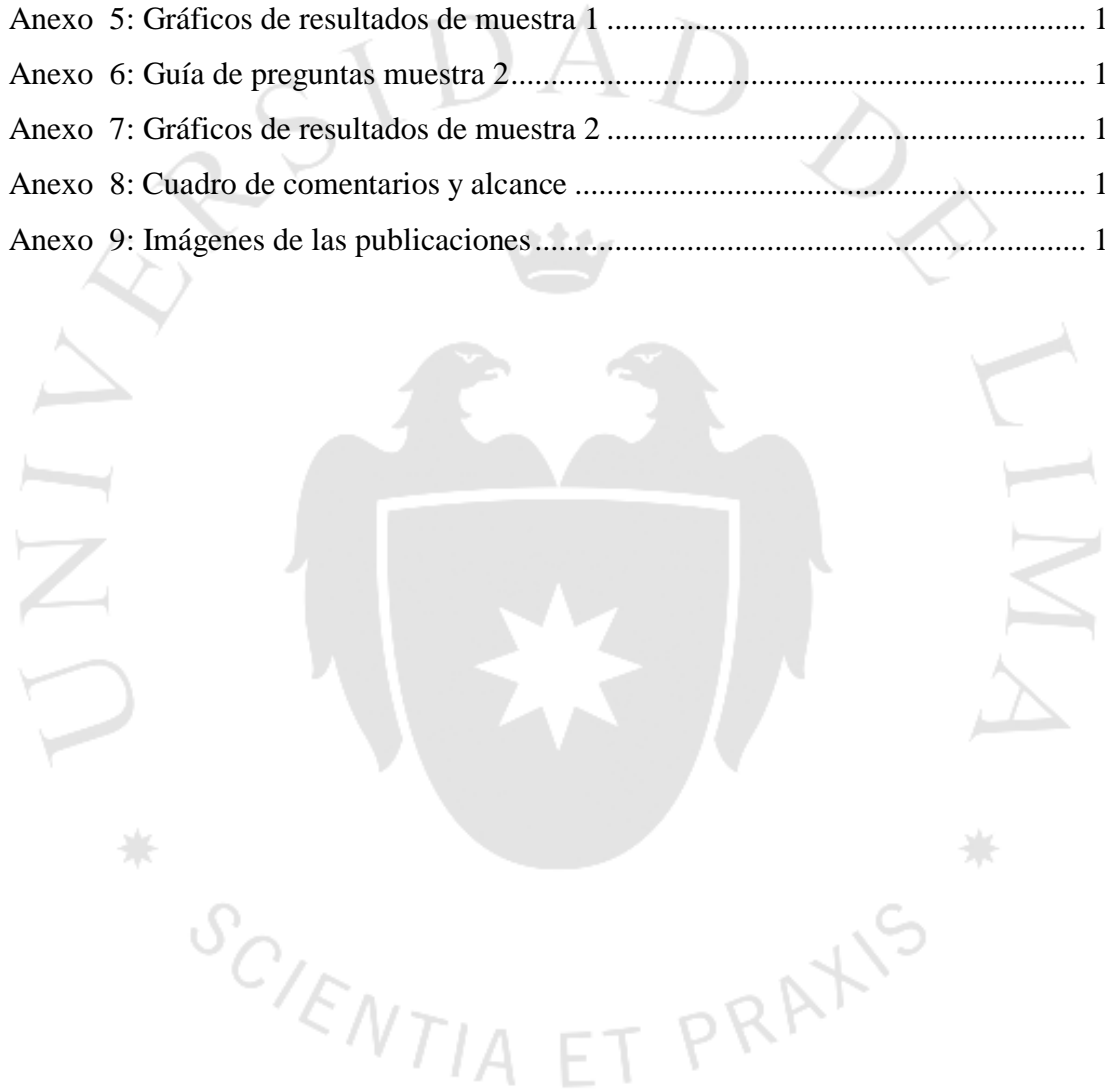 Anexo  5: Gráficos de resultados de muestra 1 ................................................................ 1
Anexo  6: Guía de preguntas muestra 2............................................................................ 1
Anexo  7: Gráficos de resultados de muestra 2 ................................................................ 1
Anexo  8: Cuadro de comentarios y alcance .................................................................... 1
Anexo  9: Imágenes de las publicaciones......................................................................... 1
UNIVERSIDAD DE LIMA
SCIENTIA ET PRAXIS